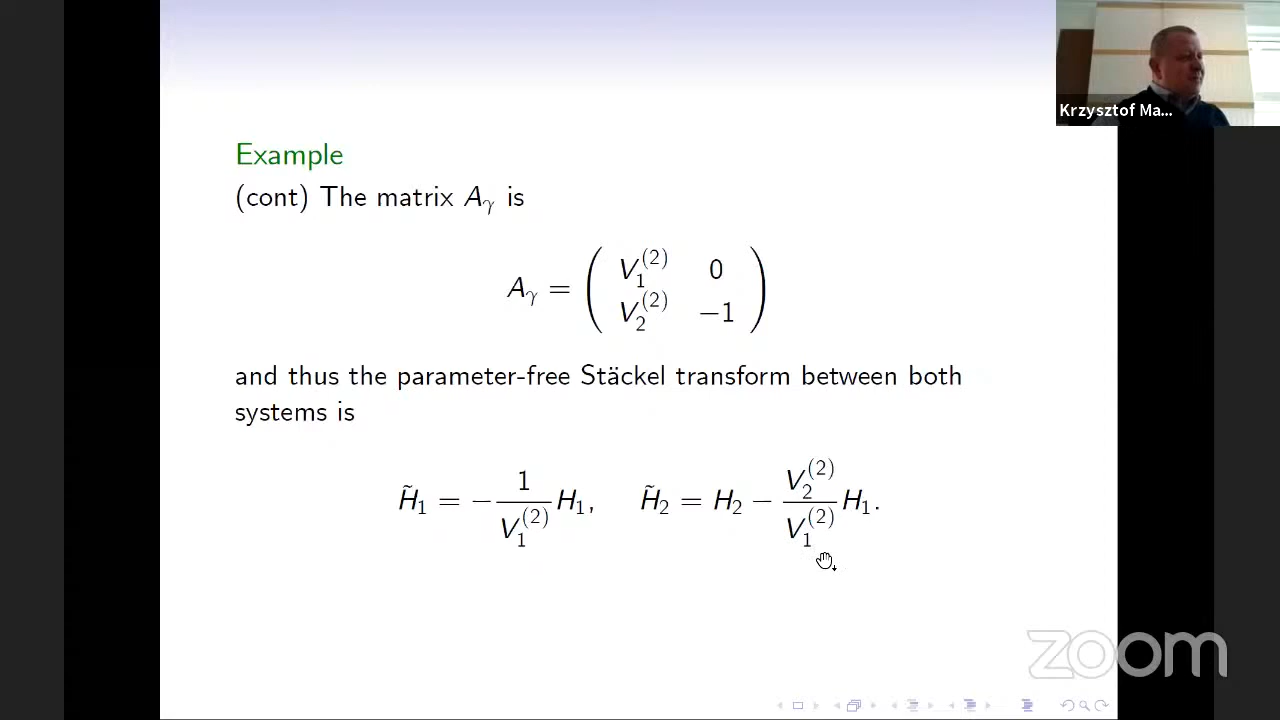 Krzysztof Ma...
Example
(cont) The matrix A_γ is
A_γ = ( V_1^{(2)} 0
V_2^{(2)} −1 )
and thus the parameter-free Stäckel transform between both
systems is
H̃_1 = − \frac{1}{V_1^{(2)}} H_1, H̃_2 = H_2 − \frac{V_2^{(2)}}{V_1^{(2)}} H_1.
zoom